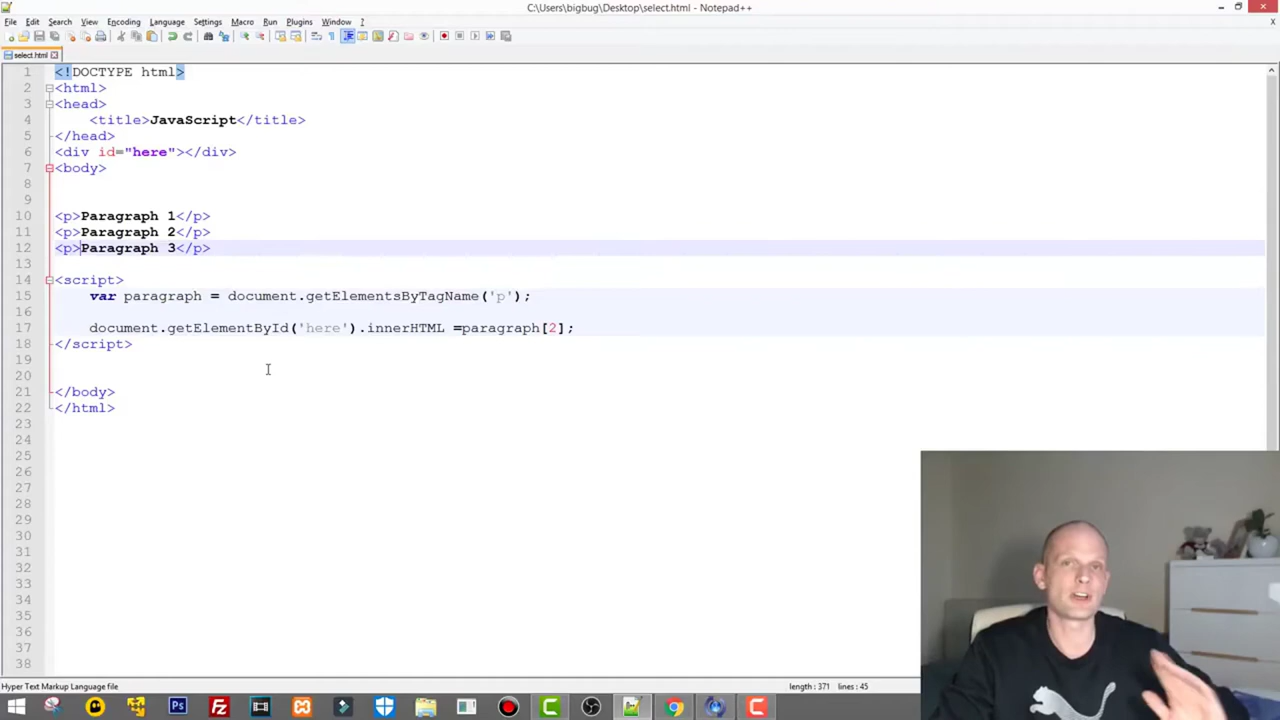 C:\Users\bigbug\Desktop\select.html - Notepad++
File Edit Search View Encoding Language Settings Macro Run Plugins Window ?
X
select.html
1 <!DOCTYPE html>
2 <html>
3 <head>
4 <title>JavaScript</title>
5 </head>
6 <div id="here"></div>
7 <body>
8
9
10 <p>Paragraph 1</p>
11 <p>Paragraph 2</p>
12 <p>Paragraph 3</p>
13
14 <script>
15 var paragraph = document.getElementsByTagName('p');
16
17 document.getElementById('here').innerHTML =paragraph[2];
18 </script>
19
20
21 </body>
22 </html>
23
24
25
26
27
28
29
30
31
32
33
34
35
36
37
38
Hyper Text Markup Language file length : 371 lines : 45
Ps Fz